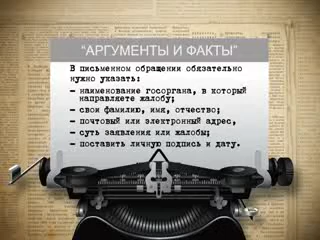 "АРГУМЕНТЫ И ФАКТЫ"
В письменном обращении обязательно
нужно указать:
- наименование госоргана, в который
направляете жалобу;
- свои фамилию, имя, отчество;
- почтовый или электронный адрес,
- суть заявления или жалобы;
- поставить личную подпись и дату.